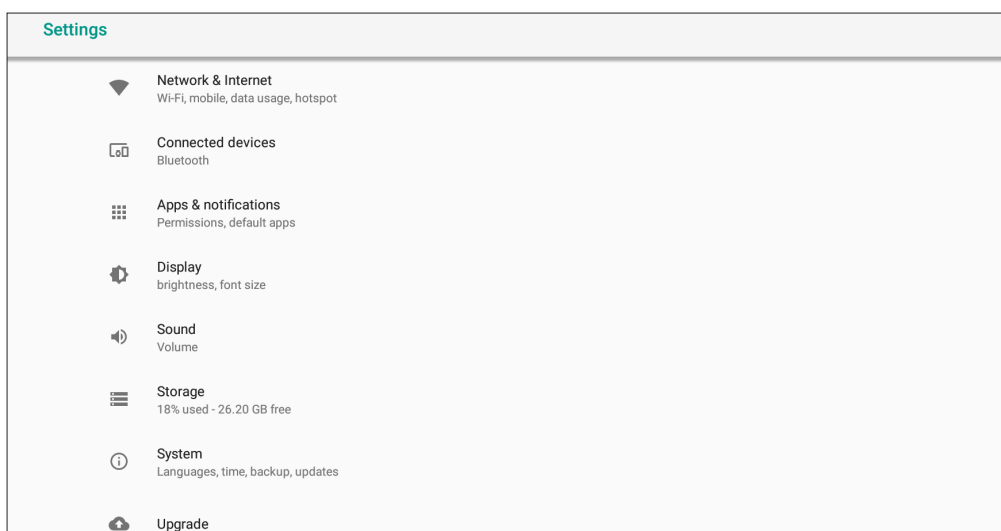 Settings
Network & Internet
Wi-Fi, mobile, data usage, hotspot
Connected devices
Bluetooth
Apps & notifications
Permissions, default apps
Display
brightness, font size
Sound
Volume
Storage
18% used - 26.20 GB free
System
Languages, time, backup, updates
Upgrade